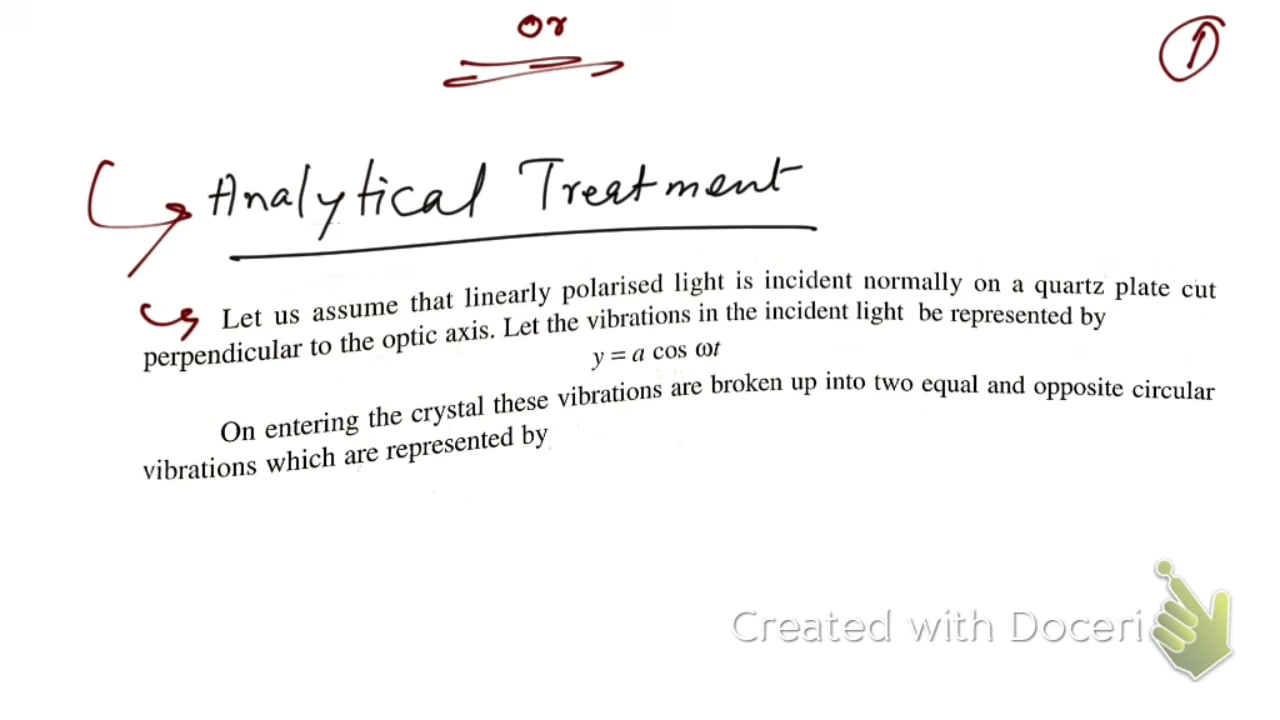 Or
1
Analytical Treatment
Let us assume that linearly polarised light is incident normally on a quartz plate cut
perpendicular to the optic axis. Let the vibrations in the incident light be represented by
y = a cos ωt
On entering the crystal these vibrations are broken up into two equal and opposite circular
vibrations which are represented by
Created with Doceri